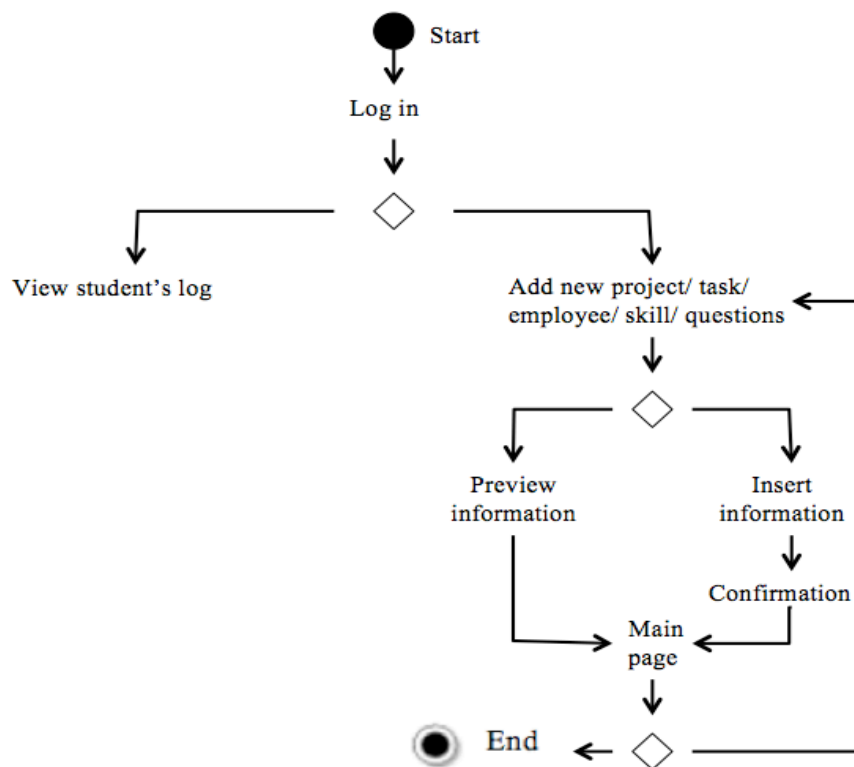 Start
Log in
View student’s log
Add new project/ task/
employee/ skill/ questions
Preview
information
Insert
information
Confirmation
Main
page
End